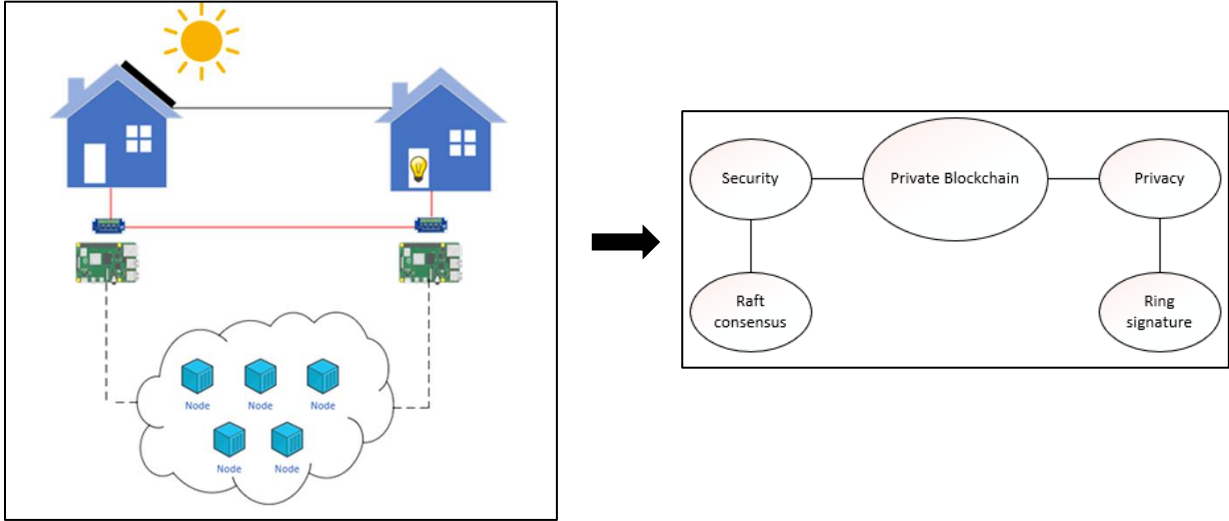 Node
Node
Node
Node
Node
Security
Private Blockchain
Privacy
Raft
consensus
Ring
signature